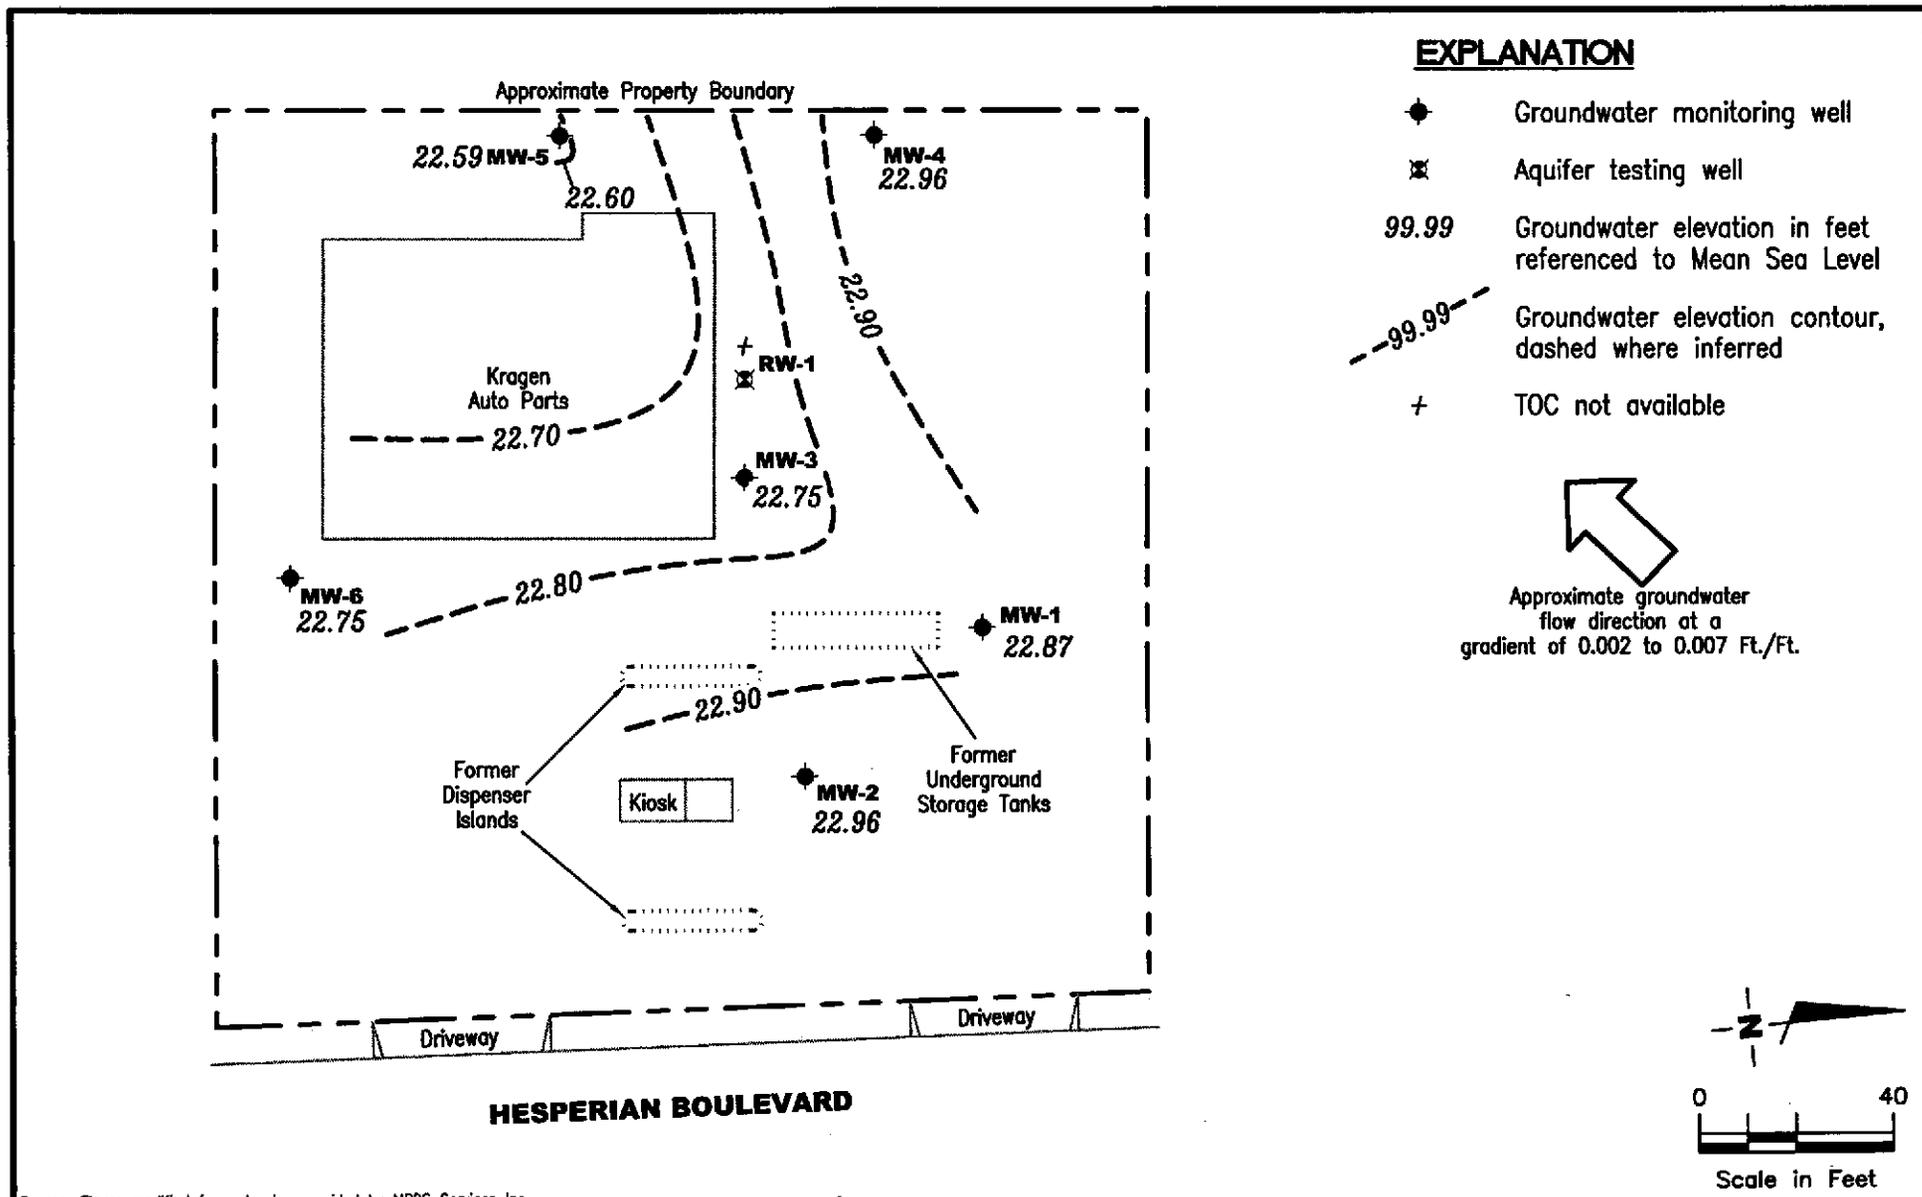 EXPLANATION
Groundwater monitoring well
Aquifer testing well
99.99
Groundwater elevation in feet
referenced to Mean Sea Level
99.99
Groundwater elevation contour,
dashed where inferred
+
TOC not available
Approximate groundwater
flow direction at a
gradient of 0.002 to 0.007 Ft./Ft.
Approximate Property Boundary
22.59 MW-5
22.60
MW-4
22.96
22.90
+
RW-1
Kragen
Auto Parts
22.70
MW-3
22.75
22.80
MW-6
22.75
MW-1
22.87
22.90
Former
Dispenser
Islands
Former
Underground
Storage Tanks
Kiosk
MW-2
22.96
Driveway
Driveway
HESPERIAN BOULEVARD
N
0 40
Scale in Feet